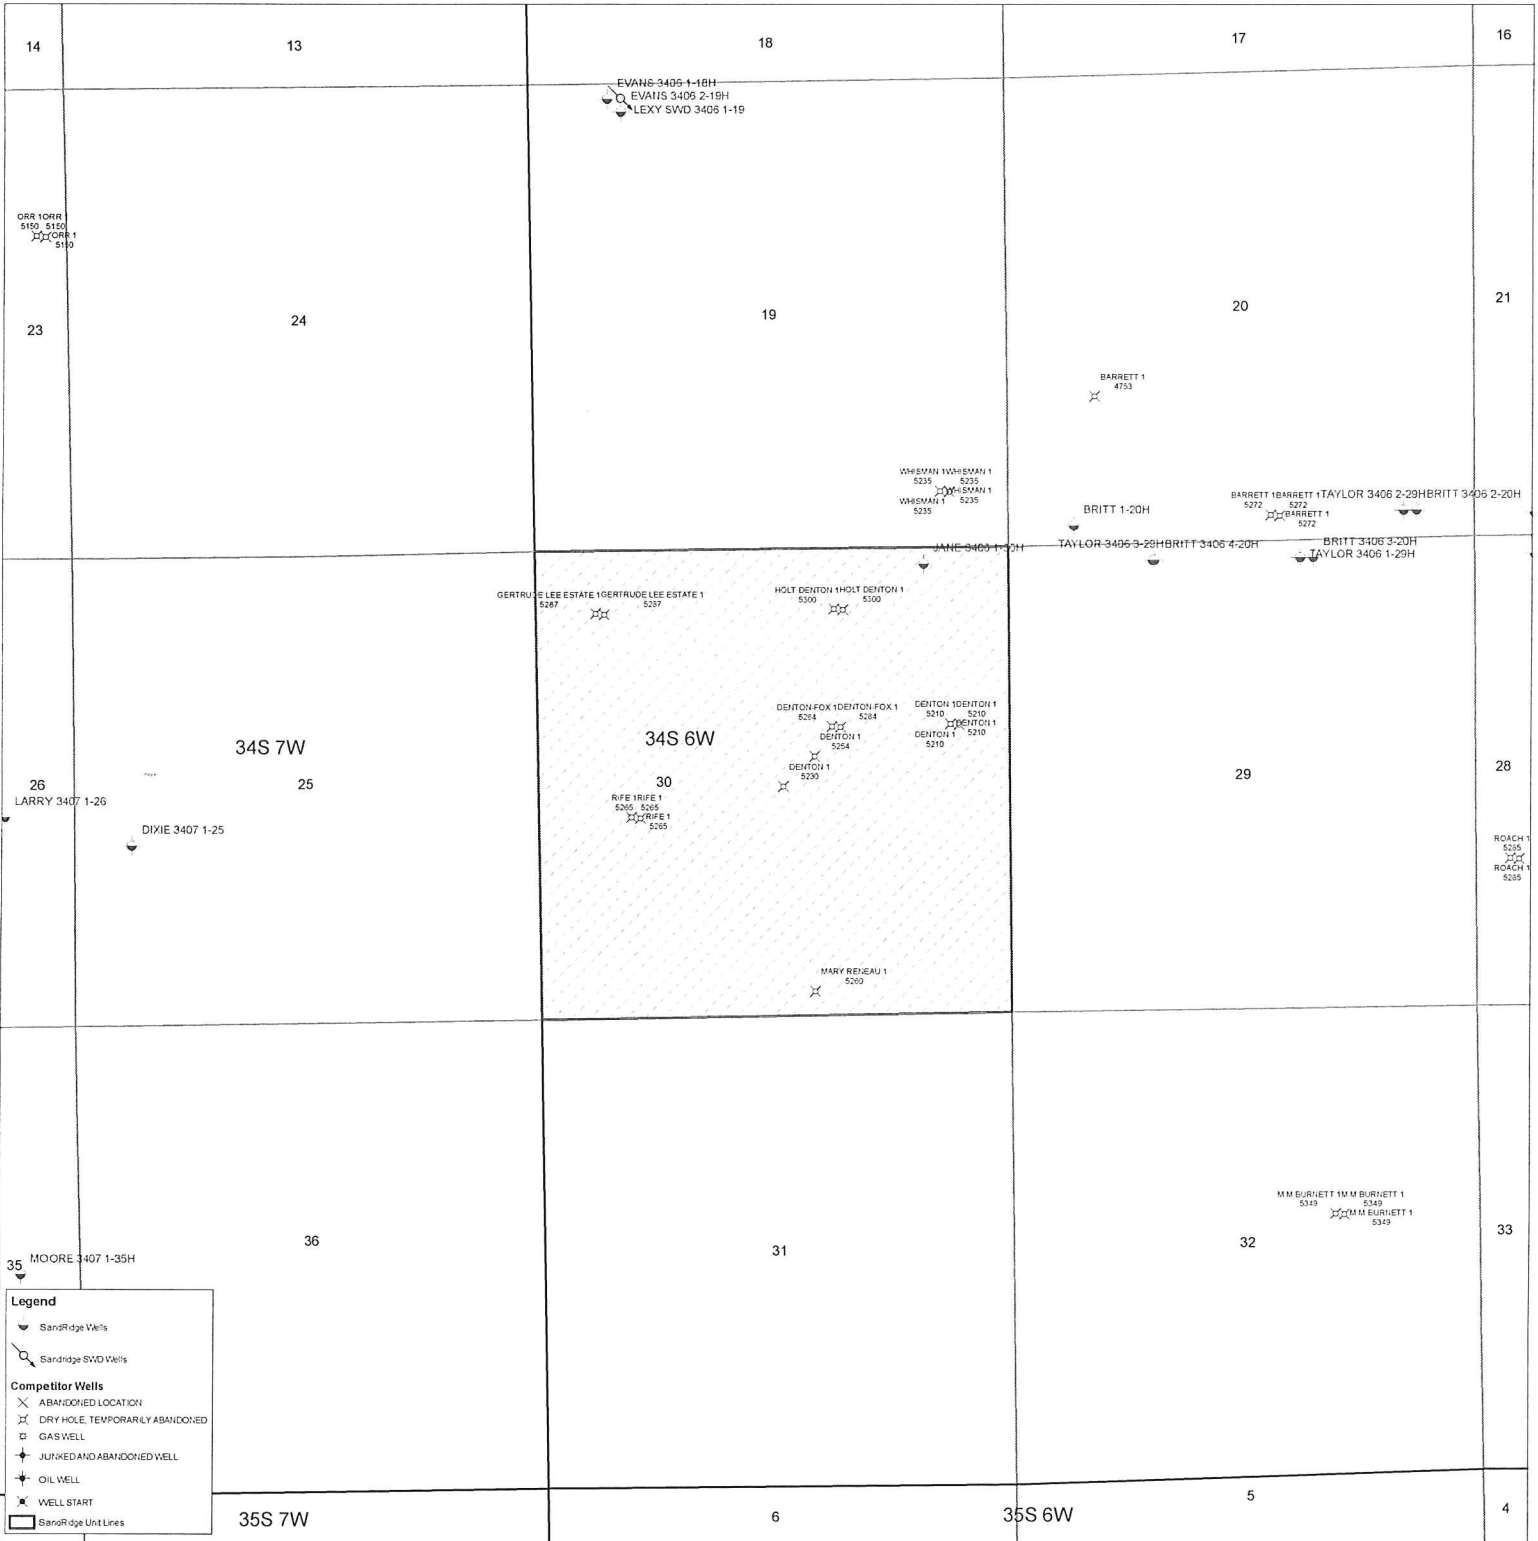 14
13
18
17
16
EVANS 3406 1-18H
EVANS 3406 2-19H
LEXY SWD 3406 1-19
ORR 1ORR
5150 5150
ORR 1
5150
23
24
19
20
21
BARRETT 1
4753
WHISMAN 1WHISMAN 1
5235 5235
WHISMAN 1
5235
WHISMAN 1
5235
BRITT 1-20H
BARRETT 1BARRETT 1
5272 5272
BARRETT 1
5272
TAYLOR 3406 2-29HBRITT 3406 2-20H
JANE 3406 1-30H
TAYLOR 3406 3-29HBRITT 3406 4-20H
BRITT 3406 3-20H
TAYLOR 3406 1-29H
GERTRUDE LEE ESTATE 1GERTRUDE LEE ESTATE 1
5287 5287
HOLT DENTON 1HOLT DENTON 1
5300 5300
DENTON-FOX 1DENTON-FOX 1
5284 5284
DENTON 1DENTON 1
5210 5210
DENTON 1
5210
DENTON 1
5210
DENTON 1
5254
DENTON 1
5230
34S 7W
34S 6W
26
25
30
29
28
LARRY 3407 1-26
DIXIE 3407 1-25
RIFE 1RIFE 1
5265 5265
RIFE 1
5265
ROACH 1
5285
ROACH 1
5285
MARY RENEAU 1
5260
M M BURNETT 1M M BURNETT 1
5349 5349
M M BURNETT 1
5349
35
36
31
32
33
MOORE 3407 1-35H
Legend
SandRidge Wells
Sandridge SWD Wells
Competitor Wells
ABANDONED LOCATION
DRY HOLE, TEMPORARILY ABANDONED
GAS WELL
JUNKED AND ABANDONED WELL
OIL WELL
WELL START
SandRidge Unit Lines
35S 7W
6
35S 6W
5
4